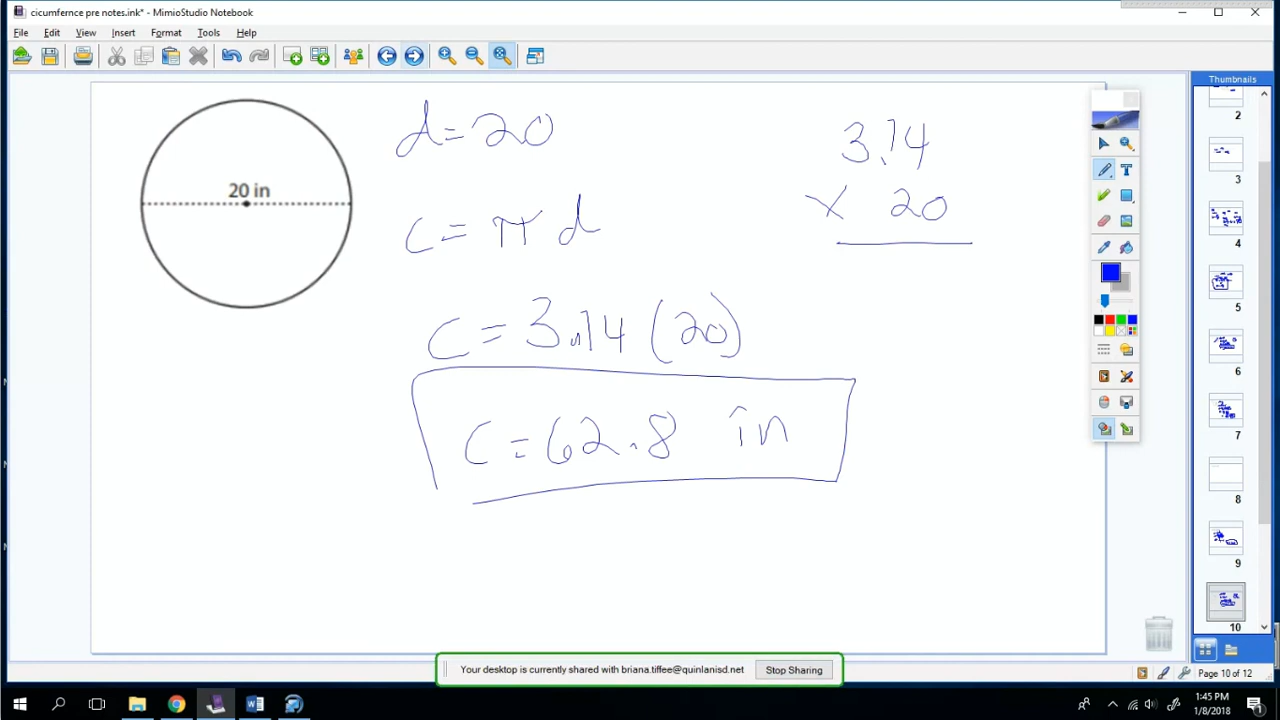 cicumfernce pre notes.ink* - MimioStudio Notebook
File Edit View Insert Format Tools Help
Thumbnails
20 in
d=20
c=πd
C=3.14(20)
C=62.8 in
3.14
× 20
2
3
4
5
6
7
8
9
10
Your desktop is currently shared with briana.tiffee@quinlanisd.net Stop Sharing
Page 10 of 12
1:45 PM
1/8/2018